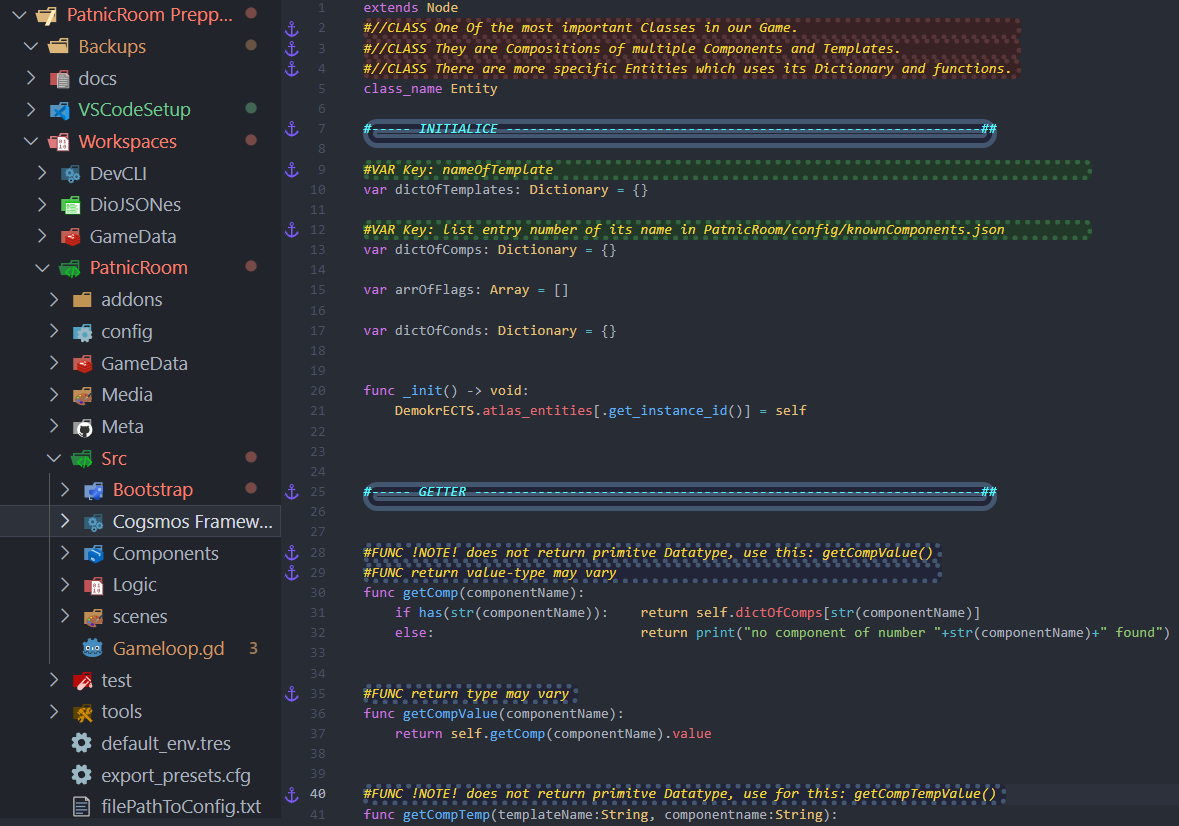 PatnicRoom Prepp...
Backups
docs
VSCodeSetup
Workspaces
DevCLI
DioJSONes
GameData
PatnicRoom
addons
config
GameData
Media
Meta
Src
Bootstrap
Cogsmos Framew...
Components
Logic
scenes
Gameloop.gd 3
test
tools
default_env.tres
export_presets.cfg
filePathToConfig.txt
1 extends Node
2 #//CLASS One Of the most important Classes in our Game.
3 #//CLASS They are Compositions of multiple Components and Templates.
4 #//CLASS There are more specific Entities which uses its Dictionary and functions.
5 class_name Entity
6
7 #----- INITIALICE -------------------------------------------------------------##
8
9 #VAR Key: nameOfTemplate
10 var dictOfTemplates: Dictionary = {}
11
12 #VAR Key: list entry number of its name in PatnicRoom/config/knownComponents.json
13 var dictOfComps: Dictionary = {}
14
15 var arrOfFlags: Array = []
16
17 var dictOfConds: Dictionary = {}
18
19
20 func _init() -> void:
21 DemokrECTS.atlas_entities[.get_instance_id()] = self
22
23
24
25 #----- GETTER ----------------------------------------------------------------##
26
27
28 #FUNC !NOTE! does not return primitve Datatype, use this: getCompValue()
29 #FUNC return value-type may vary
30 func getComp(componentName):
31 if has(str(componentName)): return self.dictOfComps[str(componentName)]
32 else: return print("no component of number "+str(componentName)+" found")
33
34
35 #FUNC return type may vary
36 func getCompValue(componentName):
37 return self.getComp(componentName).value
38
39
40 #FUNC !NOTE! does not return primitive Datatype, use for this: getCompTempValue()
41 func getCompTemp(templateName:String, componentname:String):